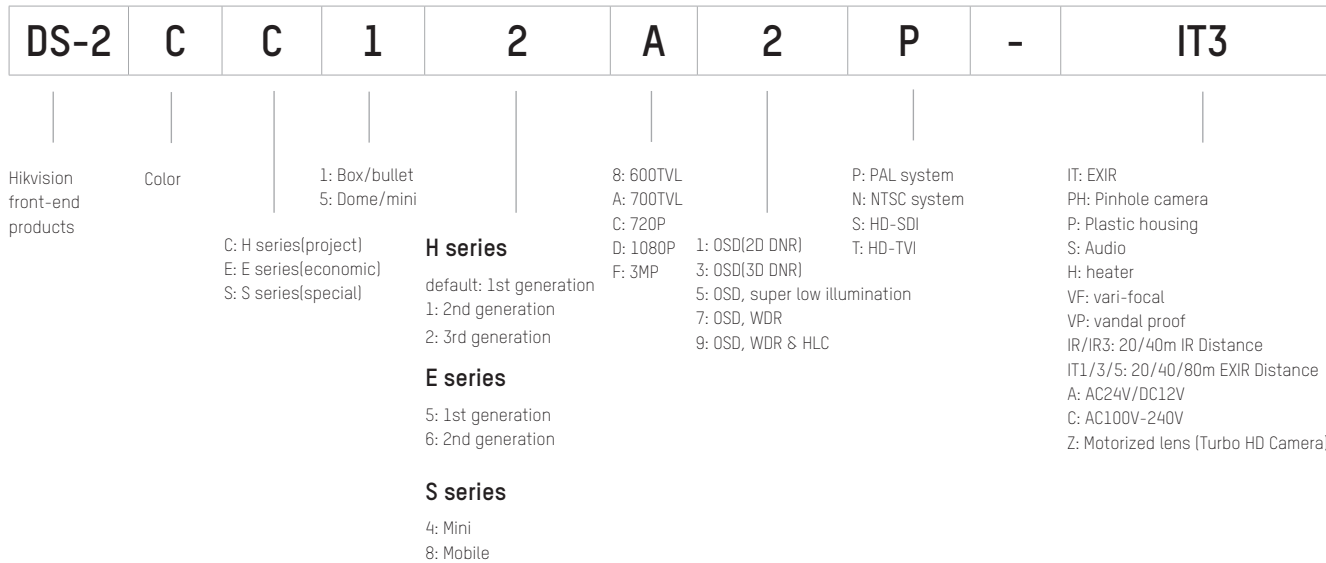 DS-2 C C 1 2 A 2 P - IT3
Hikvision
front-end
products
Color
C: H series(project)
E: E series(economic)
S: S series(special)
1: Box/bullet
5: Dome/mini
H series
default: 1st generation
1: 2nd generation
2: 3rd generation
E series
5: 1st generation
6: 2nd generation
S series
4: Mini
8: Mobile
8: 600TVL
A: 700TVL
C: 720P
D: 1080P
F: 3MP
1: OSD(2D DNR)
3: OSD(3D DNR)
5: OSD, super low illumination
7: OSD, WDR
9: OSD, WDR & HLC
P: PAL system
N: NTSC system
S: HD-SDI
T: HD-TVI
IT: EXIR
PH: Pinhole camera
P: Plastic housing
S: Audio
H: heater
VF: vari-focal
VP: vandal proof
IR/IR3: 20/40m IR Distance
IT1/3/5: 20/40/80m EXIR Distance
A: AC24V/DC12V
C: AC100V-240V
Z: Motorized lens (Turbo HD Camera)